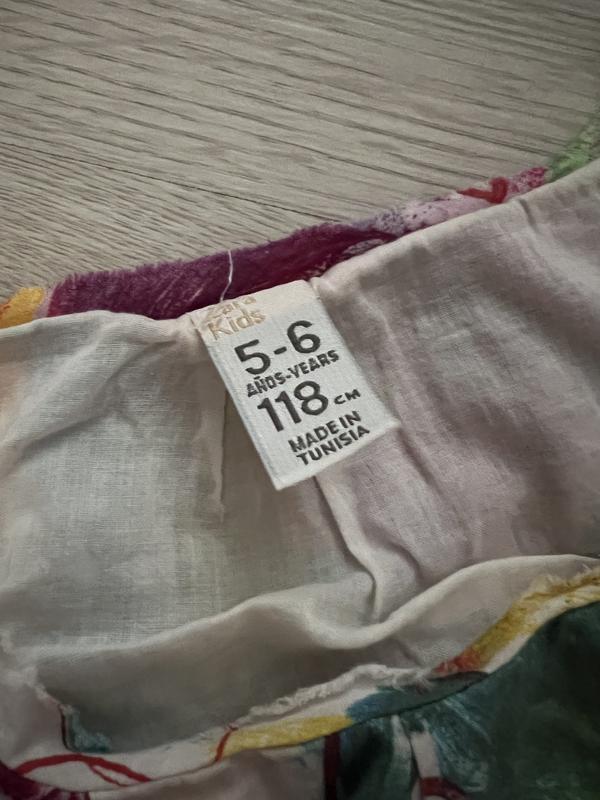 Zara
Kids
5-6
AÑOS-YEARS
118 CM
MADE IN
TUNISIA